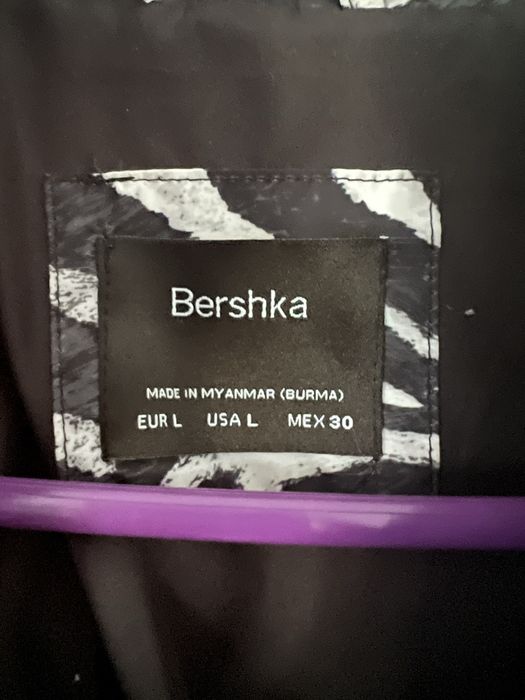 Bershka
MADE IN MYANMAR (BURMA)
EUR L USA L MEX 30